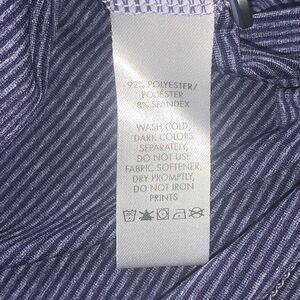 92% POLYESTER/
POLIÉSTER
8% SPANDEX
WASH COLD,
DARK COLORS
SEPARATELY,
DO NOT USE
FABRIC SOFTENER,
DRY PROMPTLY,
DO NOT IRON
PRINTS